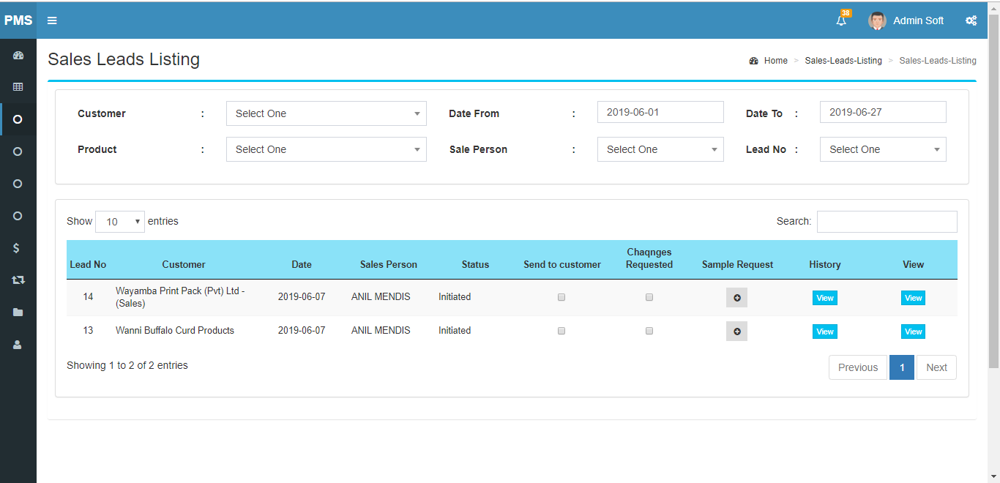 PMS
38
Admin Soft
Sales Leads Listing
Home > Sales-Leads-Listing > Sales-Leads-Listing
Customer : Select One Date From : 2019-06-01 Date To : 2019-06-27
Product : Select One Sale Person : Select One Lead No : Select One
Show 10 entries Search:
Lead No Customer Date Sales Person Status Send to customer Chaqnges Requested Sample Request History View
14 Wayamba Print Pack (Pvt) Ltd - (Sales) 2019-06-07 ANIL MENDIS Initiated View View
13 Wanni Buffalo Curd Products 2019-06-07 ANIL MENDIS Initiated View View
Showing 1 to 2 of 2 entries Previous 1 Next